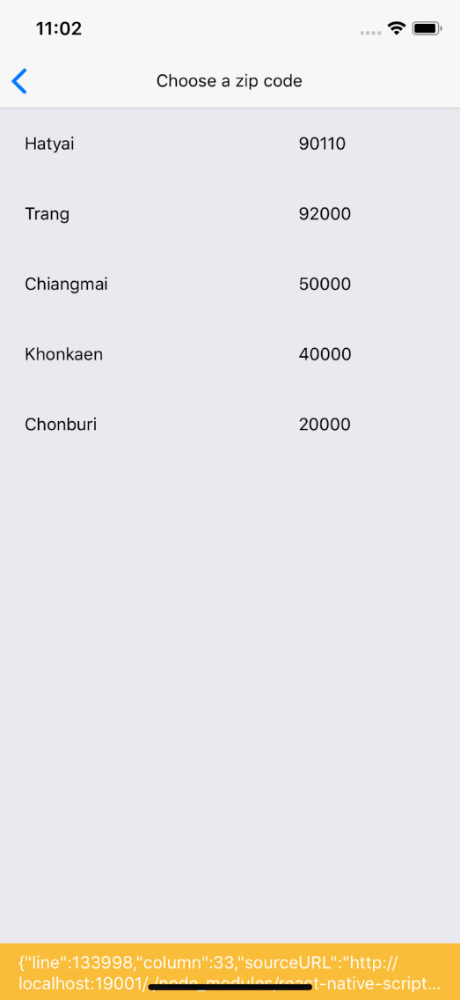 11:02
Choose a zip code
Hatyai 90110
Trang 92000
Chiangmai 50000
Khonkaen 40000
Chonburi 20000
{"line":133998,"column":33,"sourceURL":"http://
localhost:19001/./node_modules/react-native-script...